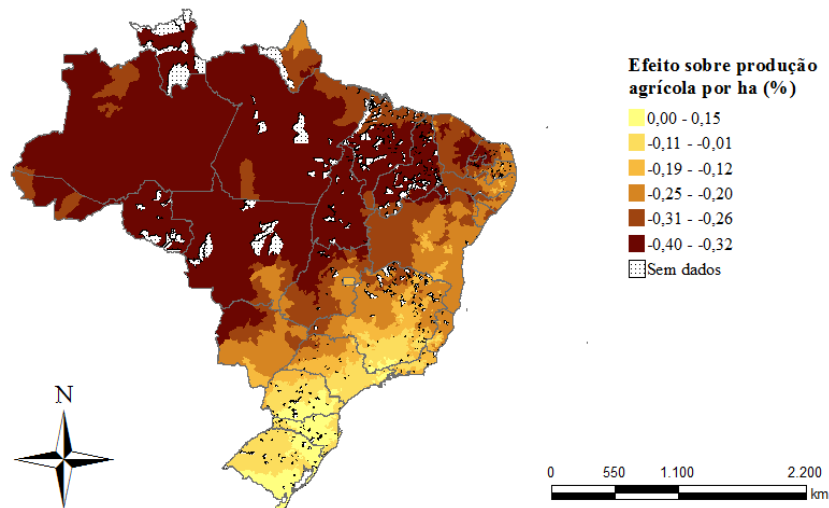 Efeito sobre produção
agrícola por ha (%)
0,00 - 0,15
-0,11 - -0,01
-0,19 - -0,12
-0,25 - -0,20
-0,31 - -0,26
-0,40 - -0,32
Sem dados
N
0 550 1.100 2.200
km